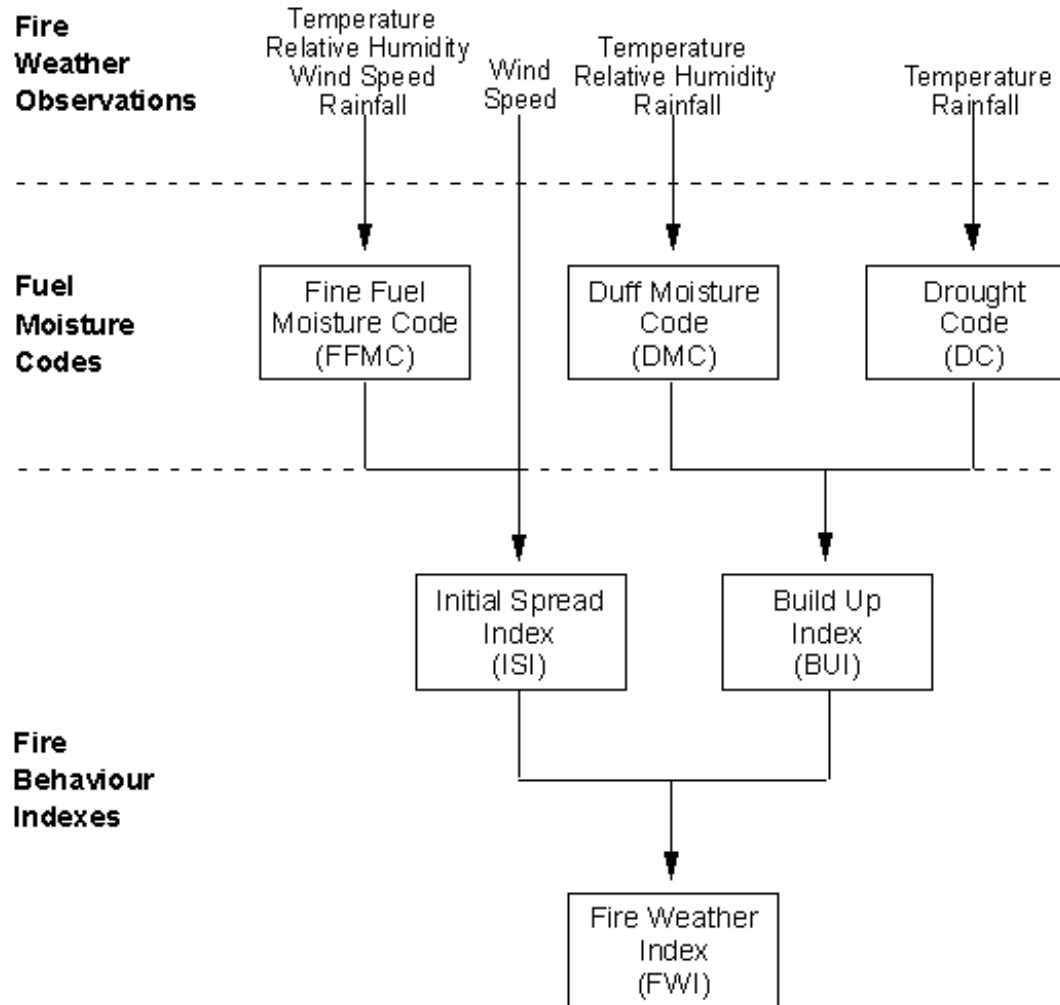 Fire
Weather
Observations
Temperature
Relative Humidity
Wind Speed
Rainfall
Wind
Speed
Temperature
Relative Humidity
Rainfall
Temperature
Rainfall
Fuel
Moisture
Codes
Fine Fuel
Moisture Code
(FFMC)
Duff Moisture
Code
(DMC)
Drought
Code
(DC)
Initial Spread
Index
(ISI)
Build Up
Index
(BUI)
Fire
Behaviour
Indexes
Fire Weather
Index
(FWI)